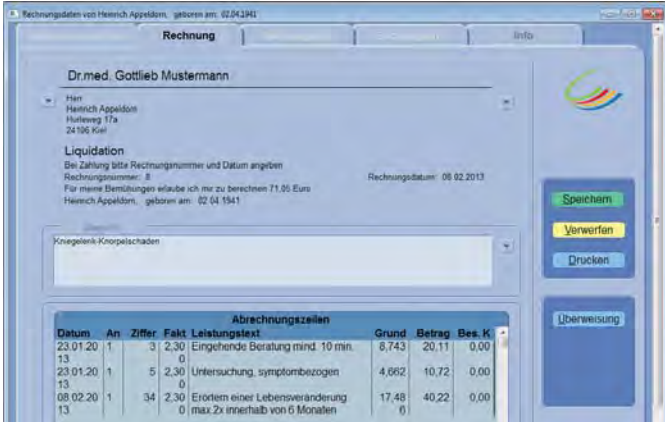 Rechnungsdaten von Heinrich Appeldorn, geboren am: 02.04.1941
Rechnung
Info
Dr.med. Gottlieb Mustermann
Herr
Heinrich Appeldorn
Hurleweg 17a
24106 Kiel
Liquidation
Bei Zahlung bitte Rechnungsnummer und Datum angeben
Rechnungsnummer: 8 Rechnungsdatum: 08.02.2013
Für meine Bemühungen erlaube ich mir zu berechnen 71,05 Euro
Heinrich Appeldorn, geboren am: 02.04.1941
Speichern
Verwerfen
Drucken
Kniegelenk-Knorpelschaden
Überweisung
Abrechnungszeilen
Datum An Ziffer Fakt Leistungstext Grund Betrag Bes. K
23.01.20 1 3 2,30 Eingehende Beratung mind. 10 min. 8,743 20,11 0,00
13 0
23.01.20 1 5 2,30 Untersuchung, symptombezogen 4,662 10,72 0,00
13 0
08.02.20 1 34 2,30 Erörtern einer Lebensveränderung 17,48 40,22 0,00
13 0 max.2x innerhalb von 6 Monaten 6